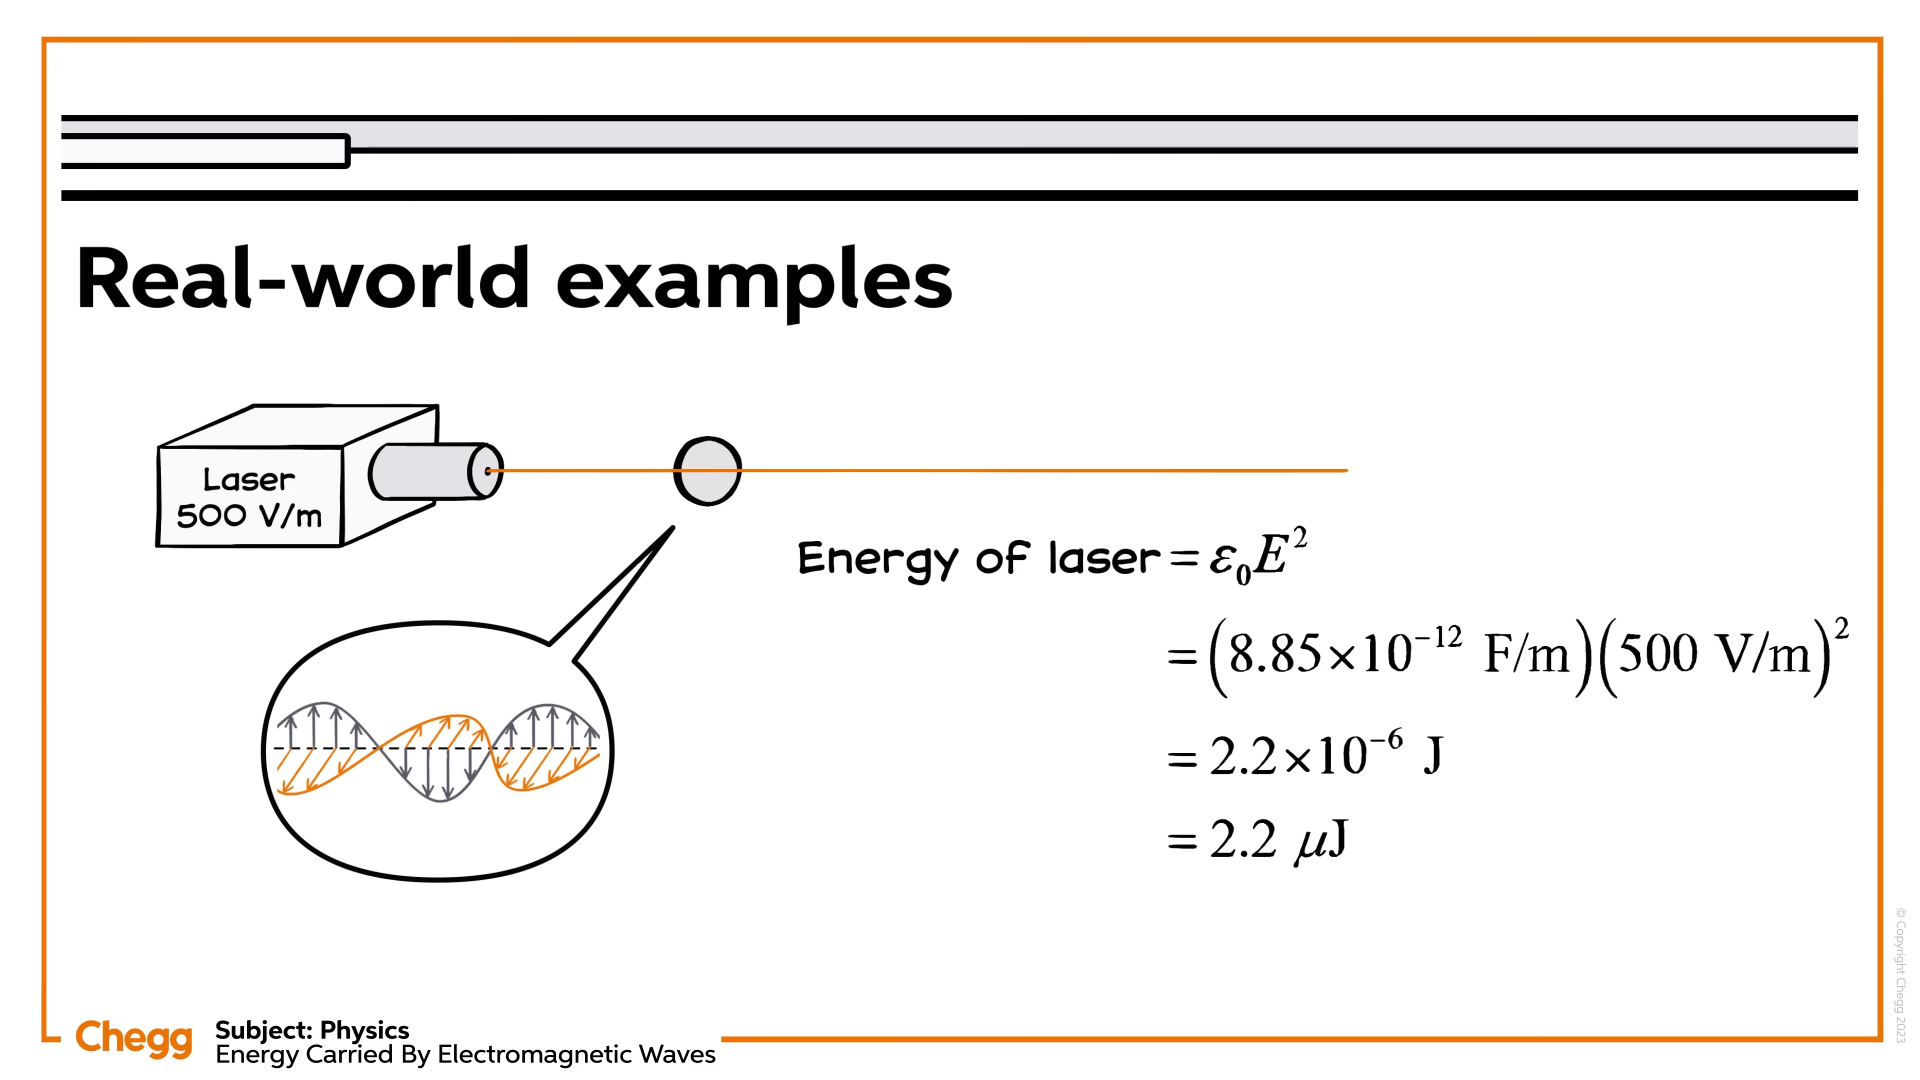 Real-world examples
Laser
500 V/m
Energy of laser = ε₀E²
= (8.85×10⁻¹² F/m)(500 V/m)²
= 2.2×10⁻⁶ J
= 2.2 μJ
Chegg
Subject: Physics
Energy Carried By Electromagnetic Waves
© Copyright Chegg 2023